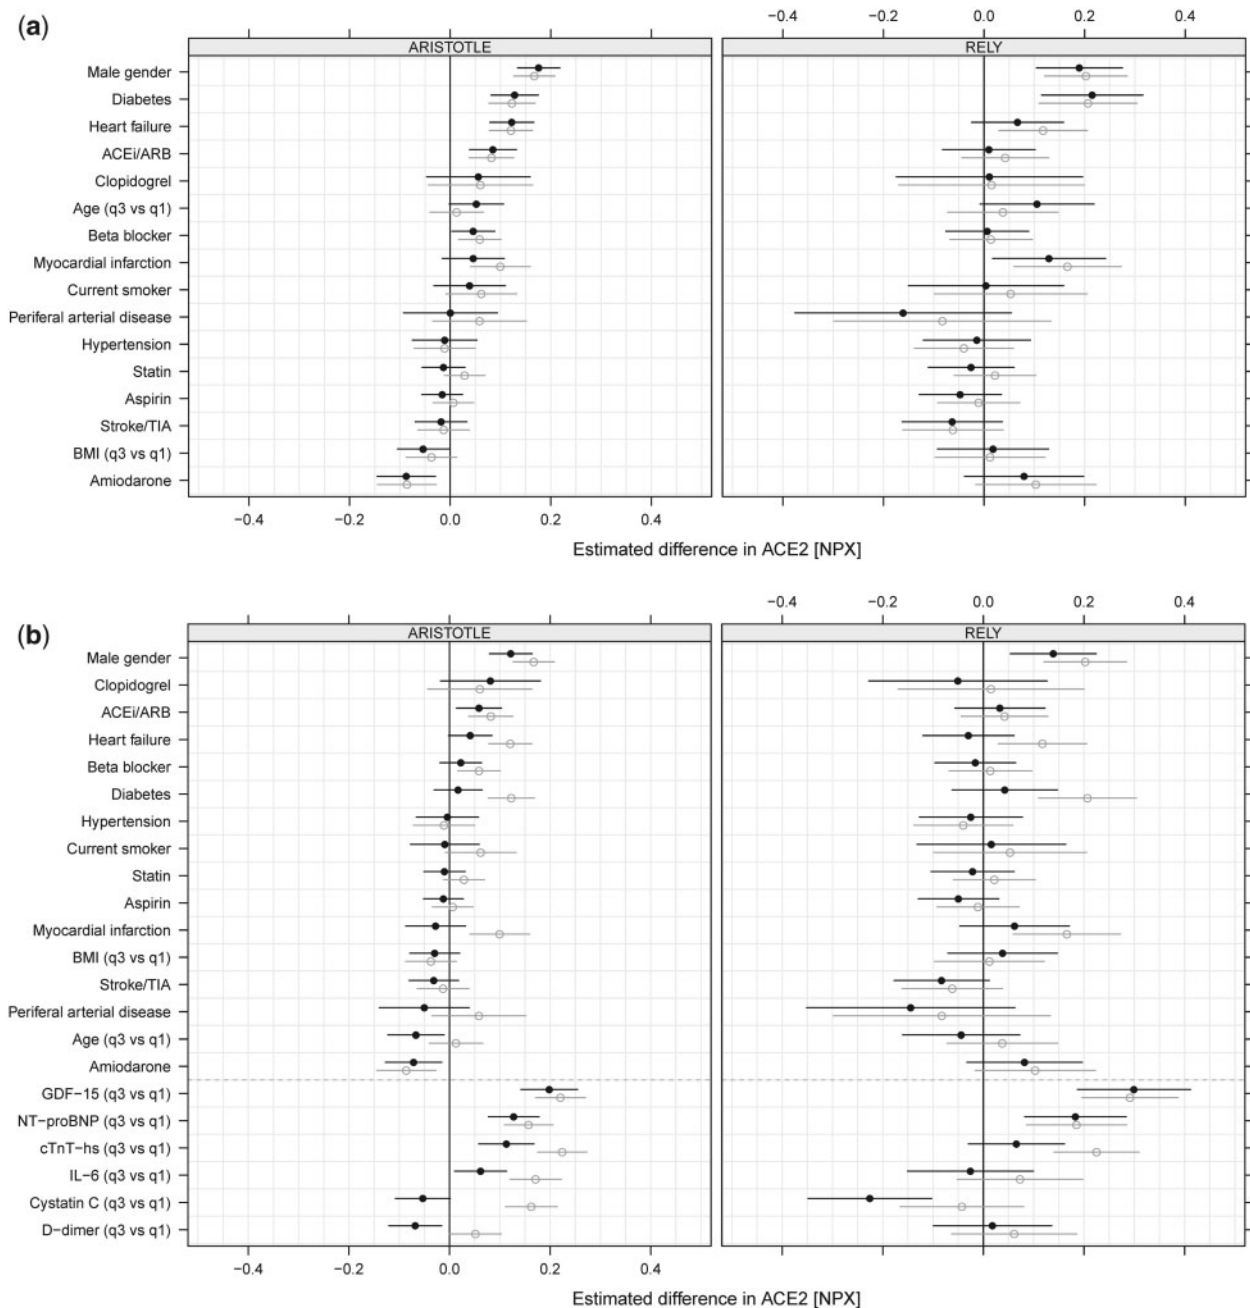 (a)
−0.4 −0.2 0.0 0.2 0.4
ARISTOTLE RELY
Male gender
Diabetes
Heart failure
ACEi/ARB
Clopidogrel
Age (q3 vs q1)
Beta blocker
Myocardial infarction
Current smoker
Periferal arterial disease
Hypertension
Statin
Aspirin
Stroke/TIA
BMI (q3 vs q1)
Amiodarone
−0.4 −0.2 0.0 0.2 0.4
Estimated difference in ACE2 [NPX]
(b)
−0.4 −0.2 0.0 0.2 0.4
ARISTOTLE RELY
Male gender
Clopidogrel
ACEi/ARB
Heart failure
Beta blocker
Diabetes
Hypertension
Current smoker
Statin
Aspirin
Myocardial infarction
BMI (q3 vs q1)
Stroke/TIA
Periferal arterial disease
Age (q3 vs q1)
Amiodarone
GDF−15 (q3 vs q1)
NT−proBNP (q3 vs q1)
cTnT−hs (q3 vs q1)
IL−6 (q3 vs q1)
Cystatin C (q3 vs q1)
D−dimer (q3 vs q1)
−0.4 −0.2 0.0 0.2 0.4
Estimated difference in ACE2 [NPX]